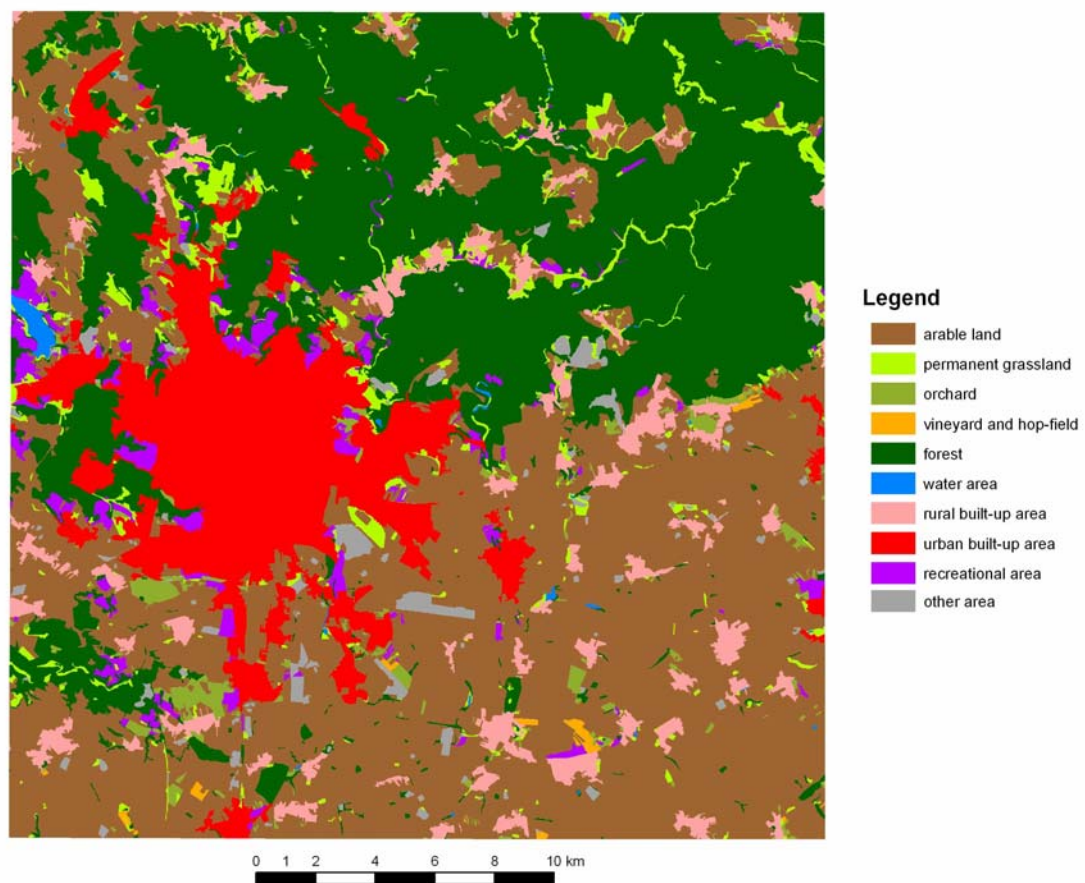 Legend
arable land
permanent grassland
orchard
vineyard and hop-field
forest
water area
rural built-up area
urban built-up area
recreational area
other area
0 1 2 4 6 8 10 km